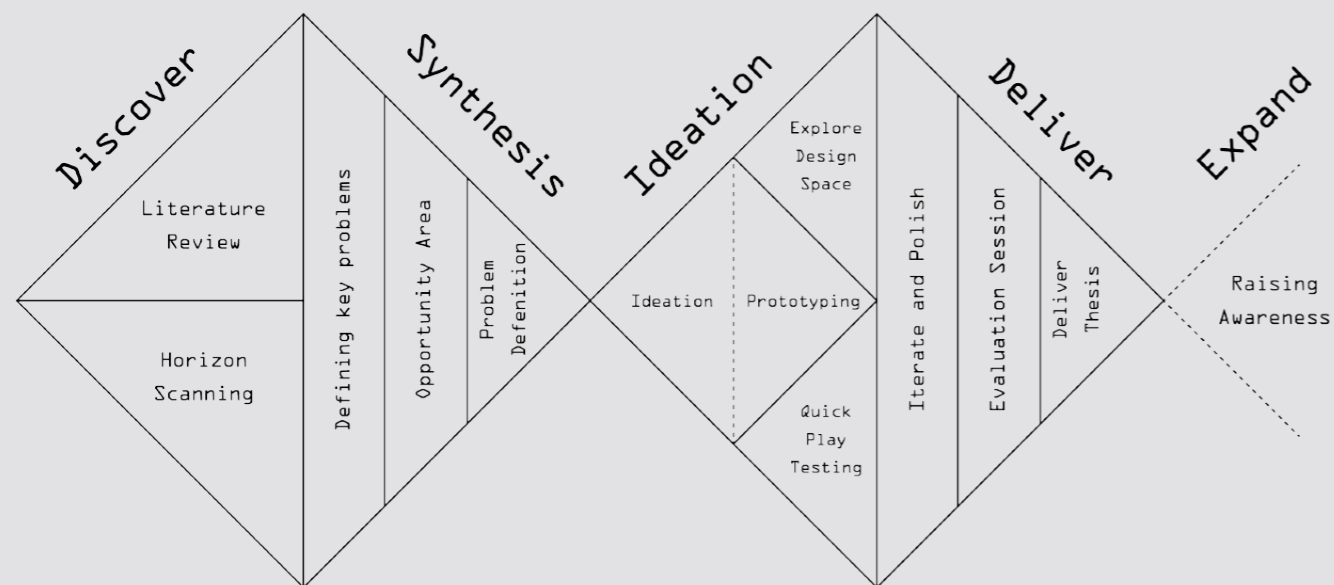 Discover
Literature
Review
Horizon
Scanning
Synthesis
Defining key problems
Opportunity Area
Problem
Defenition
Ideation
Ideation
Prototyping
Explore
Design
Space
Quick
Play
Testing
Deliver
Iterate and Polish
Evaluation Session
Deliver
Thesis
Expand
Raising
Awareness